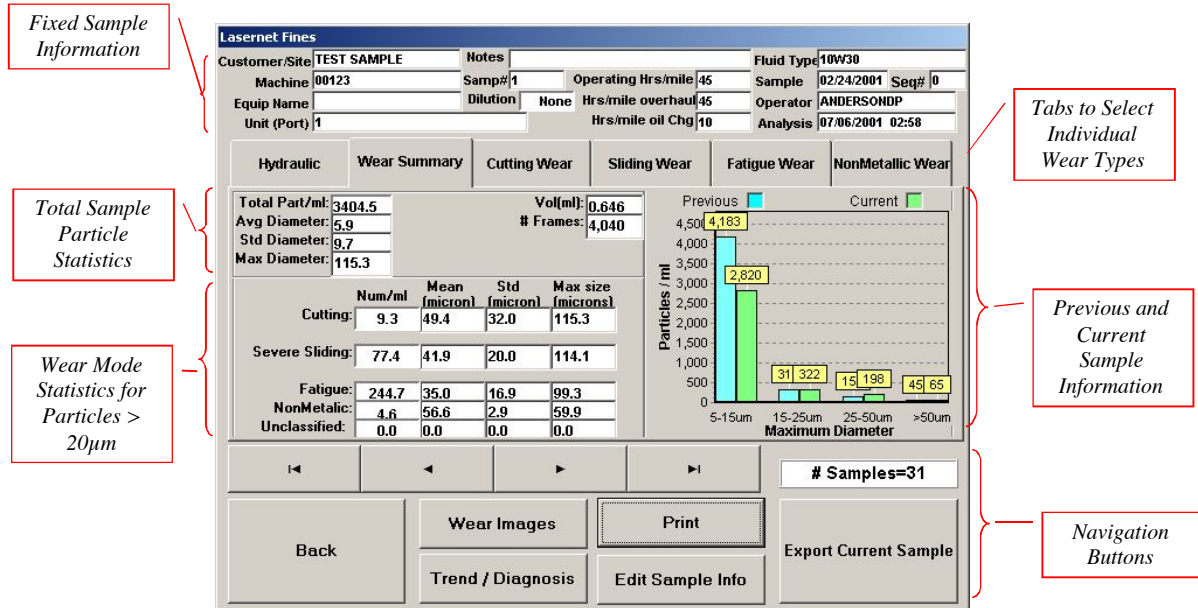 Fixed Sample
Information
Lasernet Fines
Customer/Site TEST SAMPLE Notes Fluid Type 10W30
Machine 00123 Samp# 1 Operating Hrs/mile 45 Sample 02/24/2001 Seq# 0
Equip Name Dilution None Hrs/mile overhaul 45 Operator ANDERSONDP
Unit (Port) 1 Hrs/mile oil Chg 10 Analysis 07/06/2001 02:58
Tabs to Select
Individual
Wear Types
Hydraulic Wear Summary Cutting Wear Sliding Wear Fatigue Wear NonMetallic Wear
Total Sample
Particle
Statistics
Total Part/ml: 3404.5 Vol(ml): 0.646
Avg Diameter: 5.9 # Frames: 4,040
Std Diameter: 9.7
Max Diameter: 115.3
Num/ml Mean (micron) Std (micron) Max size (microns)
Cutting: 9.3 49.4 32.0 115.3
Severe Sliding: 77.4 41.9 20.0 114.1
Fatigue: 244.7 35.0 16.9 99.3
NonMetalic: 4.6 56.6 2.9 59.9
Unclassified: 0.0 0.0 0.0 0.0
Wear Mode
Statistics for
Particles >
20µm
Previous Current
Particles / ml
4,183
4,000
3,500
3,000
2,820
2,500
2,000
1,500
1,000
500
0
322
198
45 65
5-15um 15-25um 25-50um >50um
Maximum Diameter
Previous and
Current
Sample
Information
# Samples=31
Back
Wear Images
Print
Export Current Sample
Trend / Diagnosis
Edit Sample Info
Navigation
Buttons